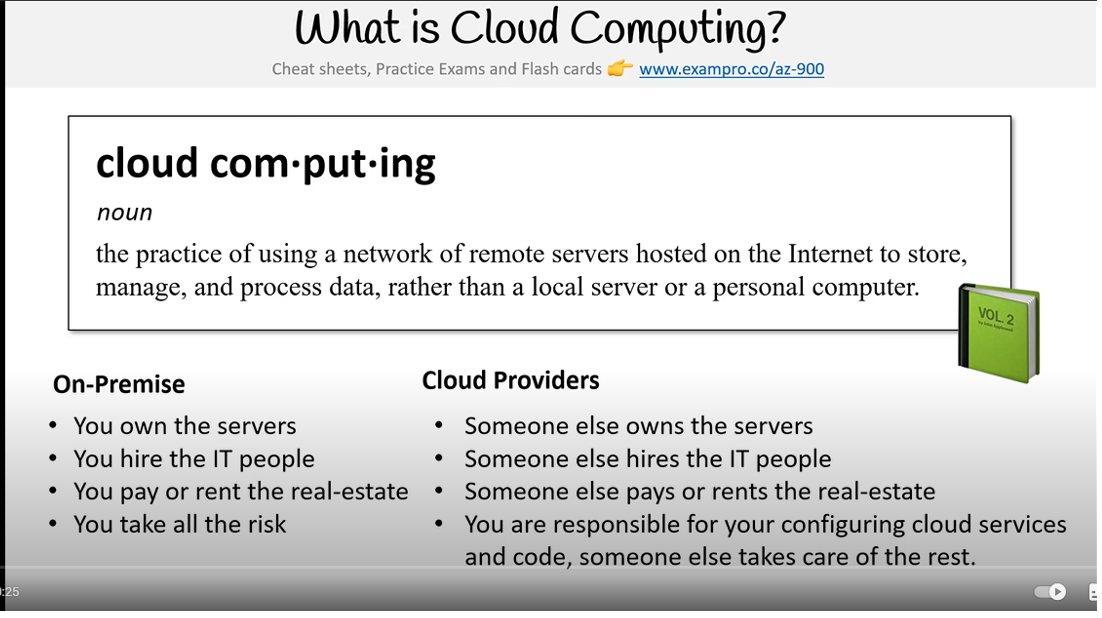 What is Cloud Computing?
Cheat sheets, Practice Exams and Flash cards 👉 www.exampro.co/az-900
cloud com·put·ing
noun
the practice of using a network of remote servers hosted on the Internet to store,
manage, and process data, rather than a local server or a personal computer.
VOL 2
On-Premise
• You own the servers
• You hire the IT people
• You pay or rent the real-estate
• You take all the risk
Cloud Providers
• Someone else owns the servers
• Someone else hires the IT people
• Someone else pays or rents the real-estate
• You are responsible for your configuring cloud services
and code, someone else takes care of the rest.
:25